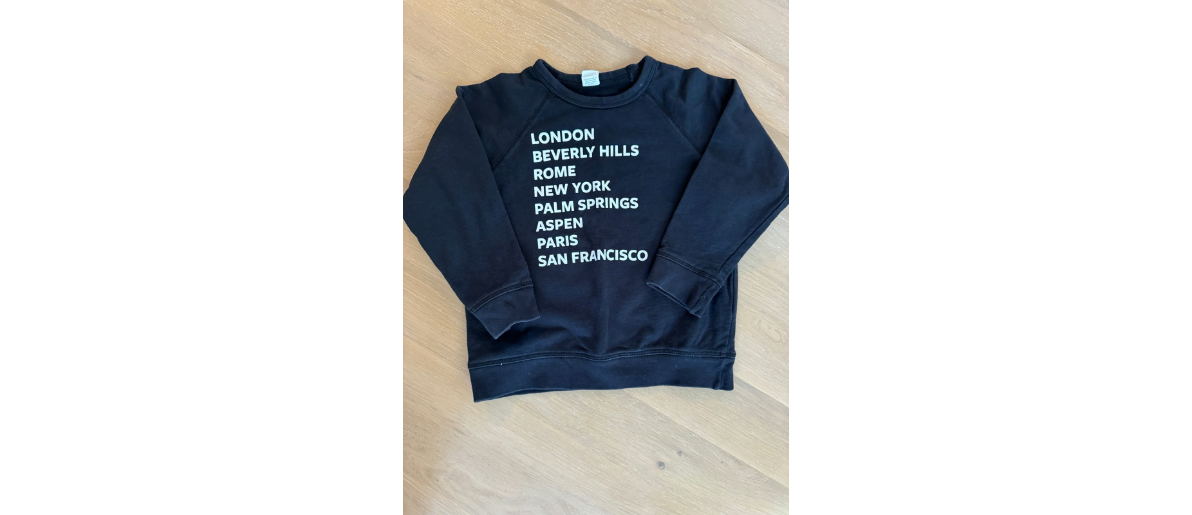 LONDON
BEVERLY HILLS
ROME
NEW YORK
PALM SPRINGS
ASPEN
PARIS
SAN FRANCISCO